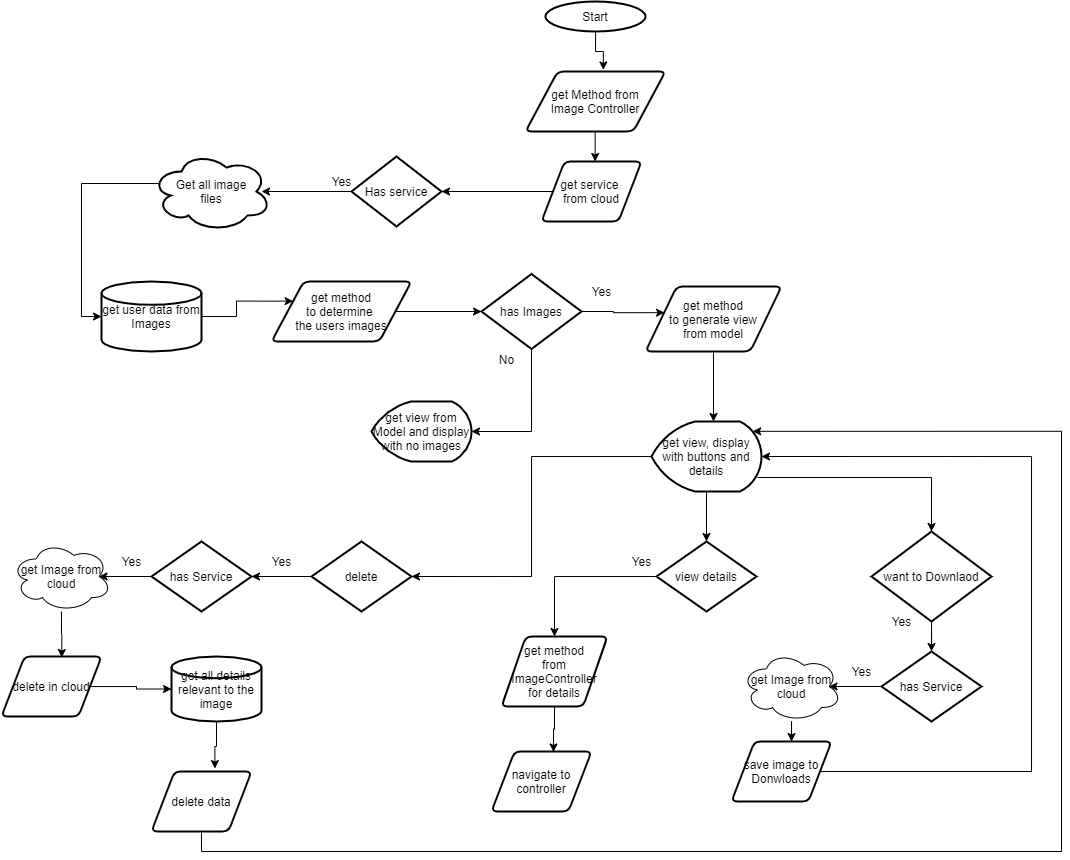 Start
get Method from
Image Controller
get service
from cloud
Has service
Yes
Get all image
files
get user data from
Images
get method
to determine
the users images
has Images
Yes
No
get method
to generate view
from model
get view from
Model and display
with no images
get view, display
with buttons and
details
delete
Yes
has Service
Yes
get Image from
cloud
delete in cloud
get all details
relevant to the
image
delete data
view details
Yes
get method
from
ImageController
for details
navigate to
controller
want to Downlaod
Yes
has Service
Yes
get Image from
cloud
save image to
Donwloads